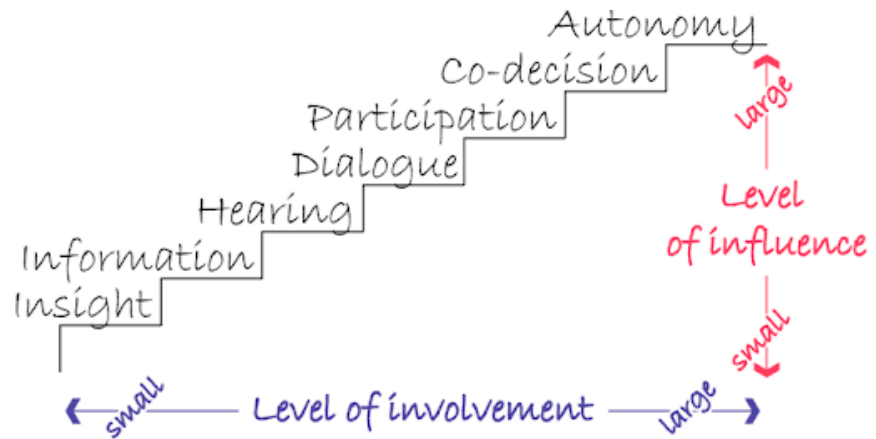 Autonomy
Co-decision
Participation
Dialogue
Hearing
Information
Insight
large
Level
of influence
small
small
Level of involvement
large